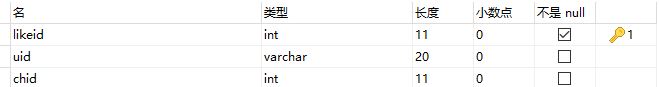 名 类型 长度 小数点 不是 null
likeid int 11 0 1
uid varchar 20 0
chid int 11 0